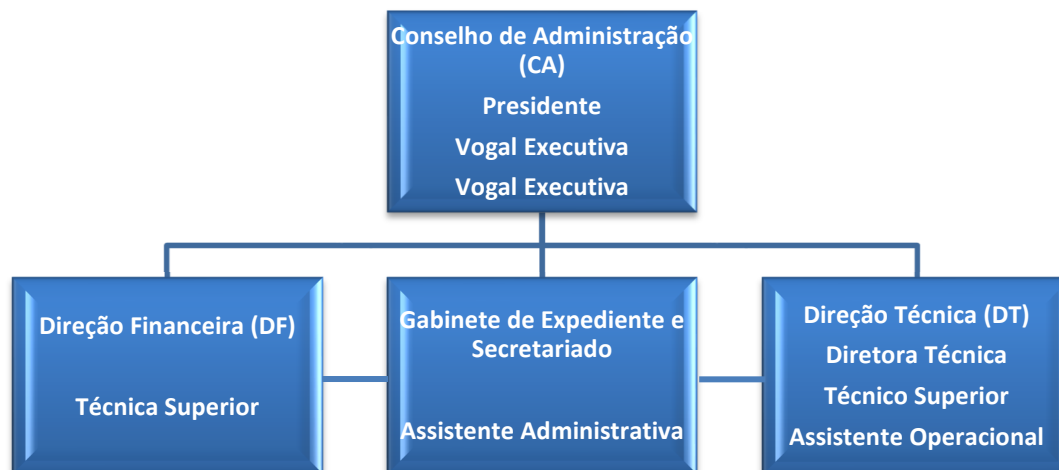 Conselho de Administração
(CA)
Presidente
Vogal Executiva
Vogal Executiva
Direção Financeira (DF)
Técnica Superior
Gabinete de Expediente e
Secretariado
Assistente Administrativa
Direção Técnica (DT)
Diretora Técnica
Técnico Superior
Assistente Operacional